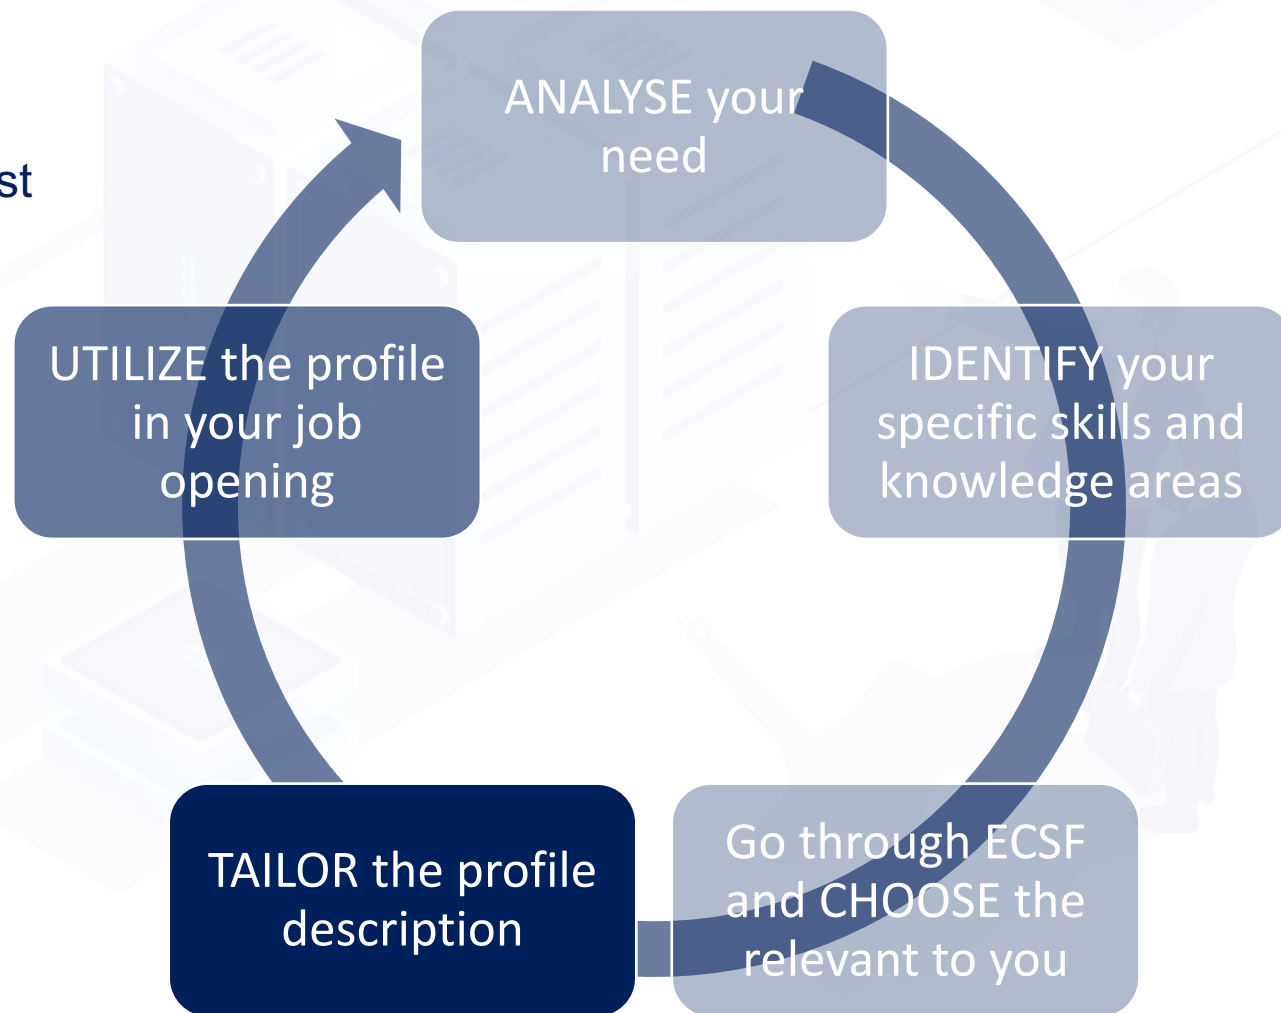 ANALYSE your
need
st
IDENTIFY your
specific skills and
knowledge areas
Go through ECSF
and CHOOSE the
relevant to you
TAILOR the profile
description
UTILIZE the profile
in your job
opening